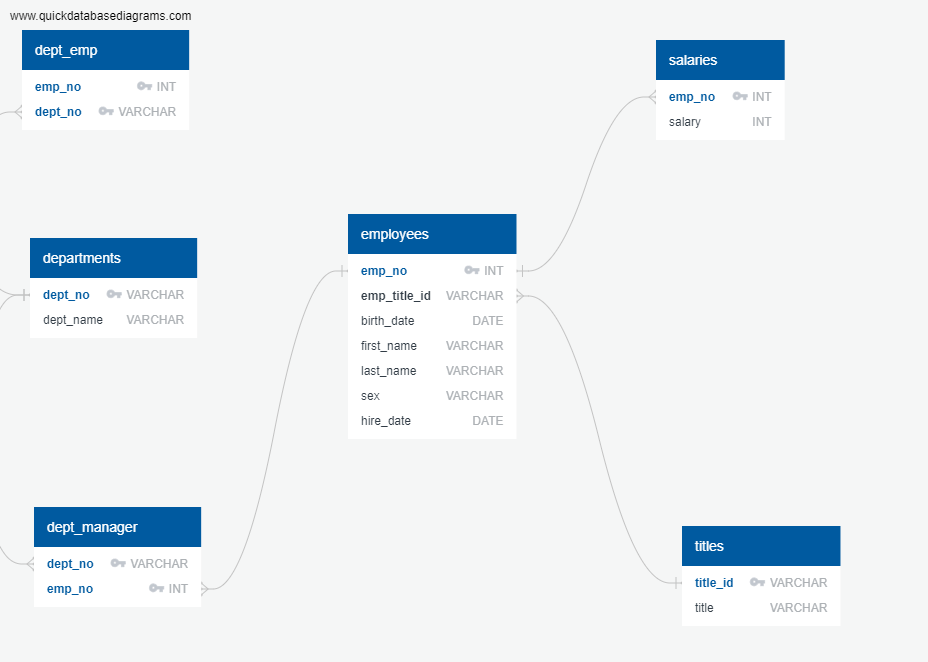 www.quickdatabasediagrams.com
dept_emp
emp_no INT
dept_no VARCHAR
departments
dept_no VARCHAR
dept_name VARCHAR
dept_manager
dept_no VARCHAR
emp_no INT
employees
emp_no INT
emp_title_id VARCHAR
birth_date DATE
first_name VARCHAR
last_name VARCHAR
sex VARCHAR
hire_date DATE
salaries
emp_no INT
salary INT
titles
title_id VARCHAR
title VARCHAR